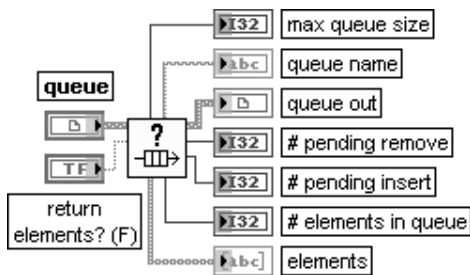 I32 max queue size
abc queue name
queue
queue out
I32 # pending remove
?
TF
I32 # pending insert
return
elements? (F)
I32 # elements in queue
abc] elements